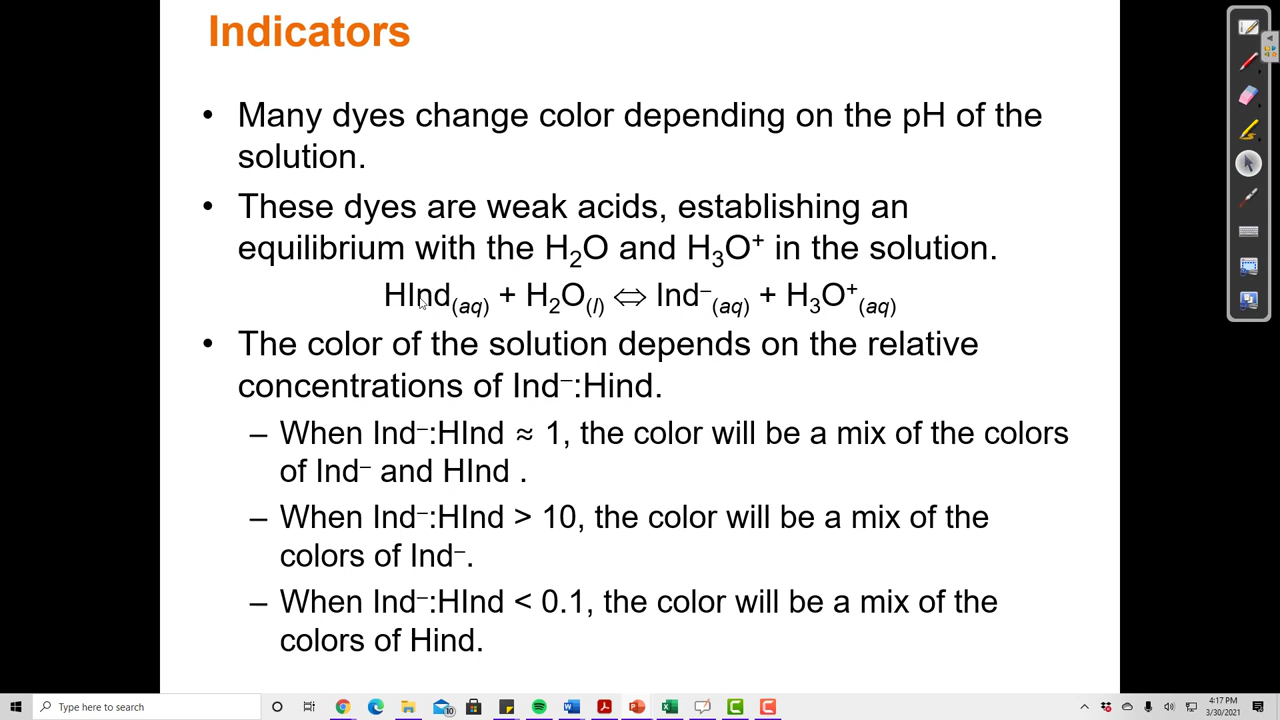 Indicators
• Many dyes change color depending on the pH of the
solution.
• These dyes are weak acids, establishing an
equilibrium with the H₂O and H₃O⁺ in the solution.
HInd(aq) + H₂O(l) ⇔ Ind⁻(aq) + H₃O⁺(aq)
• The color of the solution depends on the relative
concentrations of Ind⁻:Hind.
– When Ind⁻:HInd ≈ 1, the color will be a mix of the colors
of Ind⁻ and HInd .
– When Ind⁻:HInd > 10, the color will be a mix of the
colors of Ind⁻.
– When Ind⁻:HInd < 0.1, the color will be a mix of the
colors of Hind.
Type here to search
10
4:17 PM
3/30/2021